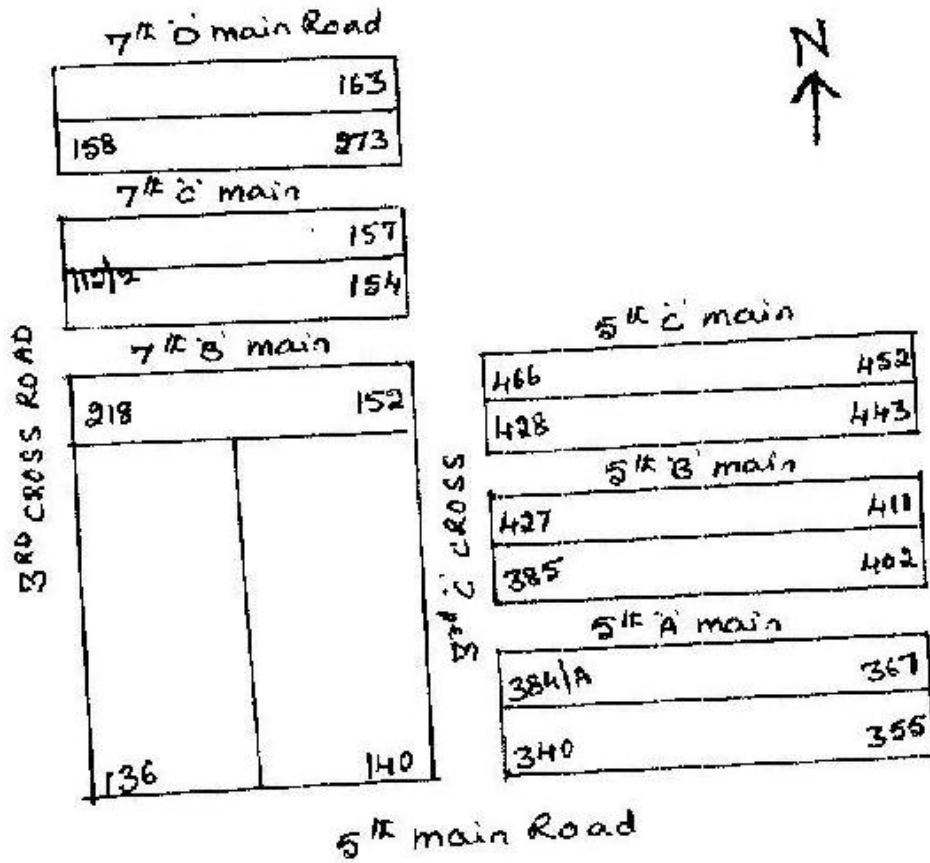 7th 'D' main Road
N
163
158 273
7th 'C' main
157
112/2 154
7th 'B' main
218 152
136 140
3RD CROSS ROAD
3rd 'C' CROSS
5th 'C' main
466 452
428 443
5th 'B' main
427 411
385 402
5th 'A' main
384/A 367
340 355
5th main Road